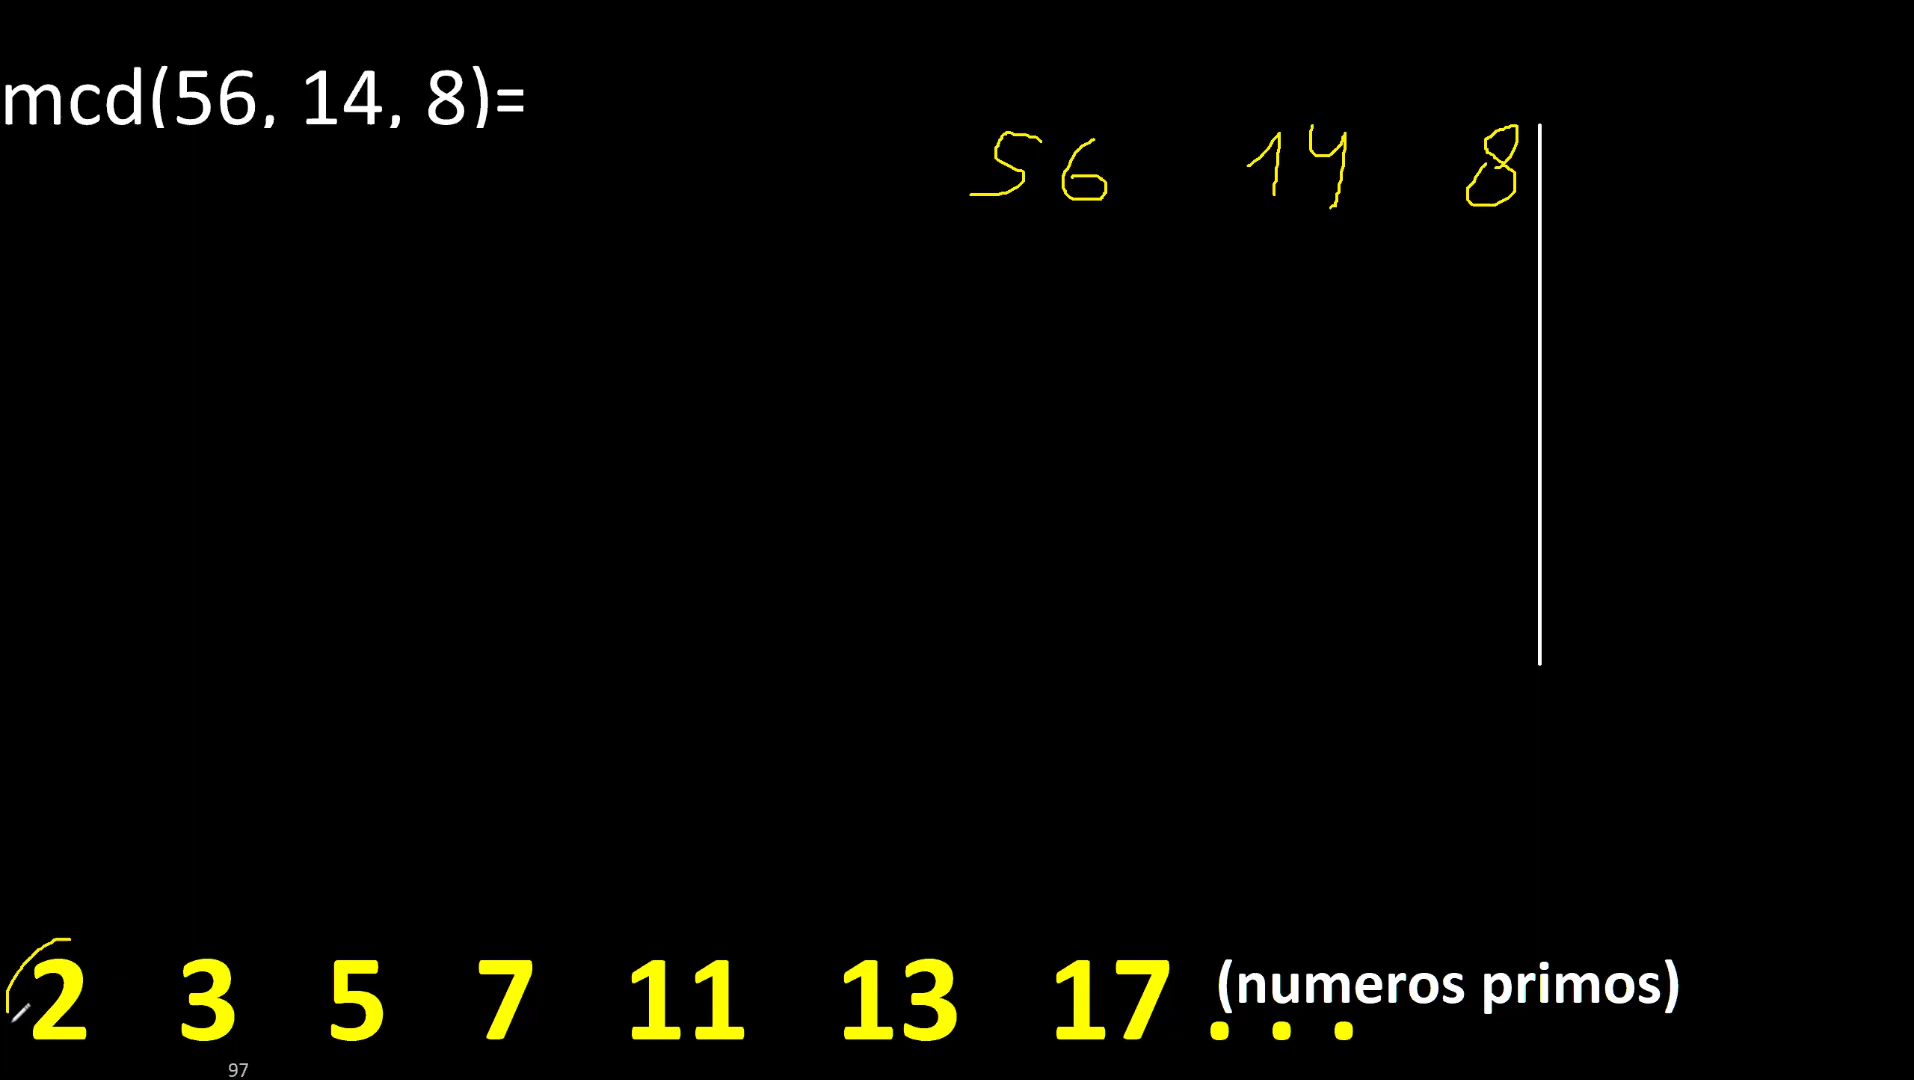 mcd(56, 14, 8)=
56 14 8
2 3 5 7 11 13 17 . . . (numeros primos)
97